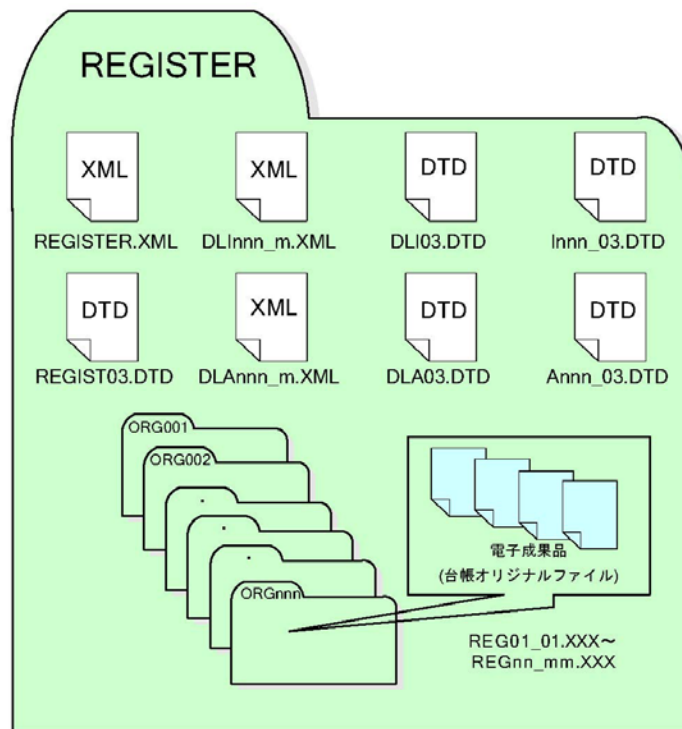 REGISTER
XML
XML
DTD
DTD
REGISTER.XML
DLInnn_m.XML
DLI03.DTD
Innn_03.DTD
DTD
XML
DTD
DTD
REGIST03.DTD
DLAnnn_m.XML
DLA03.DTD
Annn_03.DTD
ORG001
ORG002
・
・
・
ORGnnn
電子成果品
(台帳オリジナルファイル)
REG01_01.XXX～
REGnn_mm.XXX